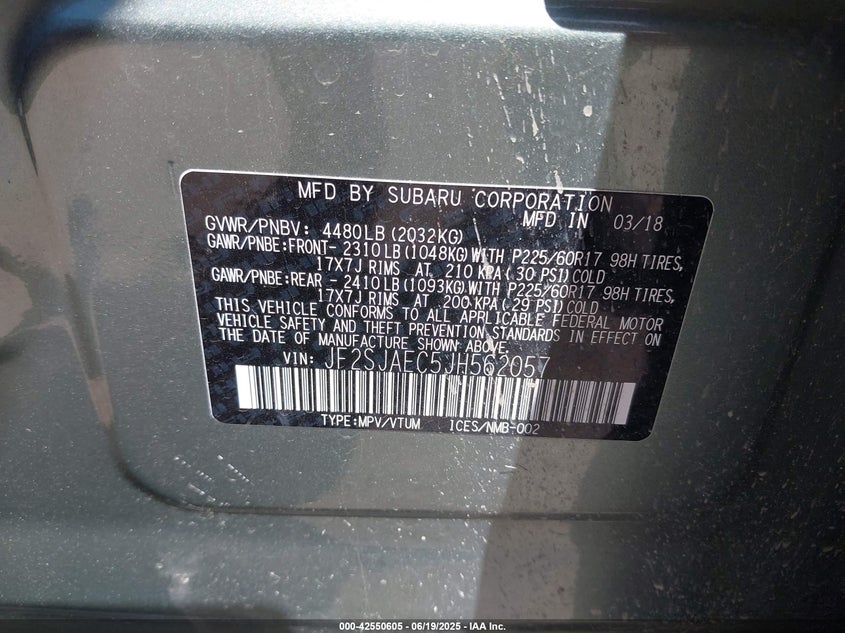 MFD BY SUBARU CORPORATION
MFD IN 03/18
GVWR/PNBV: 4480LB (2032KG)
GAWR/PNBE:FRONT- 2310 LB (1048KG) WITH P225/60R17 98H TIRES,
17X7J RIMS AT 210 KPA (30 PSI) COLD
GAWR/PNBE:REAR - 2410 LB (1093KG) WITH P225/60R17 98H TIRES,
17X7J RIMS AT 200 KPA (29 PSI) COLD
THIS VEHICLE CONFORMS TO ALL APPLICABLE FEDERAL MOTOR
VEHICLE SAFETY AND THEFT PREVENTION STANDARDS IN EFFECT ON
THE DATE OF MANUFACTURE SHOWN ABOVE.
VIN: JF2SJAEC5JH562057
TYPE:MPV/VTUM ICES/NMB-002
000-42550605 - 06/19/2025 - IAA Inc.